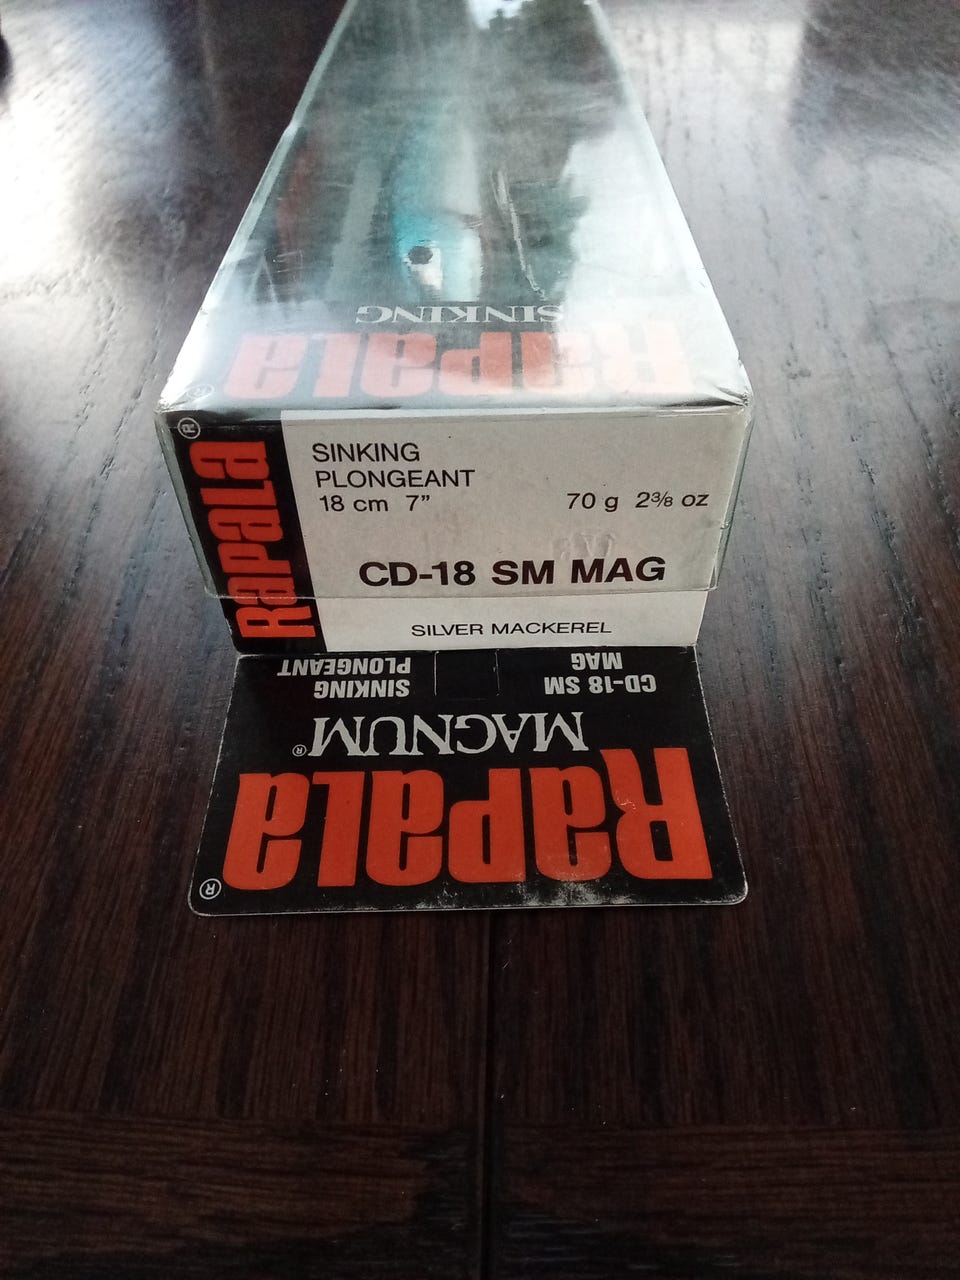 SINKING
RAPALA®
RAPALA®
SINKING
PLONGEANT
18 cm 7”
70 g 2⅜ oz
CD-18 SM MAG
SILVER MACKEREL
RAPALA®
MAGNUM®
CD-18 SM
MAG
SINKING
PLONGEANT